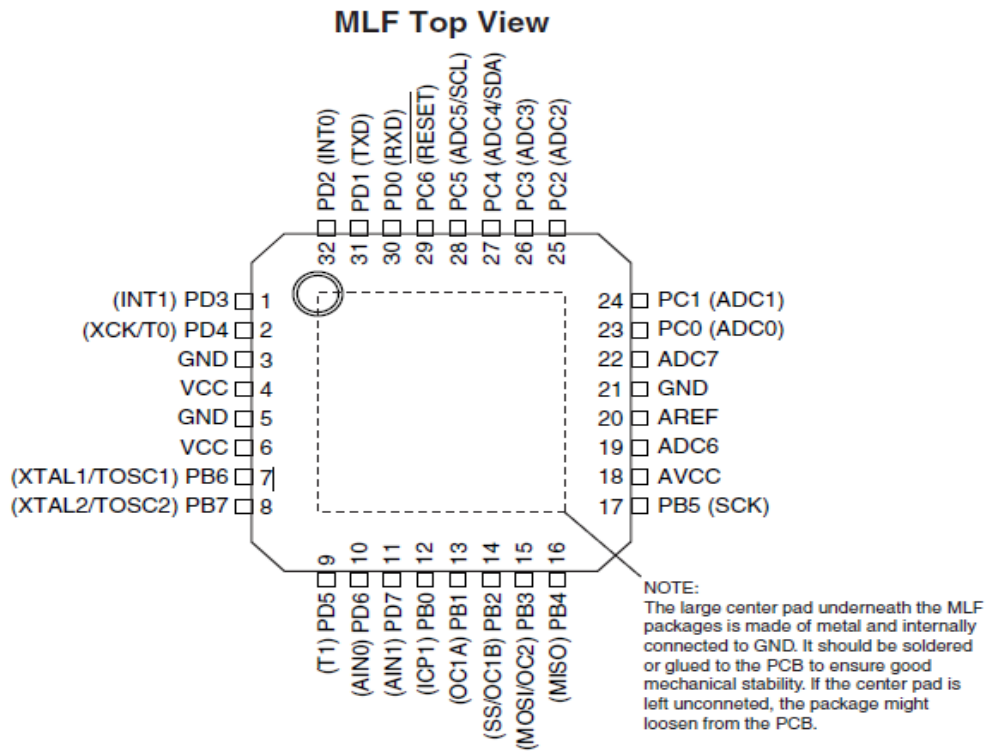 MLF Top View
32 PD2 (INT0)
31 PD1 (TXD)
30 PD0 (RXD)
29 PC6 (RESET)
28 PC5 (ADC5/SCL)
27 PC4 (ADC4/SDA)
26 PC3 (ADC3)
25 PC2 (ADC2)
(INT1) PD3 1
(XCK/T0) PD4 2
GND 3
VCC 4
GND 5
VCC 6
(XTAL1/TOSC1) PB6 7
(XTAL2/TOSC2) PB7 8
24 PC1 (ADC1)
23 PC0 (ADC0)
22 ADC7
21 GND
20 AREF
19 ADC6
18 AVCC
17 PB5 (SCK)
(T1) PD5 9
(AIN0) PD6 10
(AIN1) PD7 11
(ICP1) PB0 12
(OC1A) PB1 13
(SS/OC1B) PB2 14
(MOSI/OC2) PB3 15
(MISO) PB4 16
NOTE:
The large center pad underneath the MLF
packages is made of metal and internally
connected to GND. It should be soldered
or glued to the PCB to ensure good
mechanical stability. If the center pad is
left unconneted, the package might
loosen from the PCB.